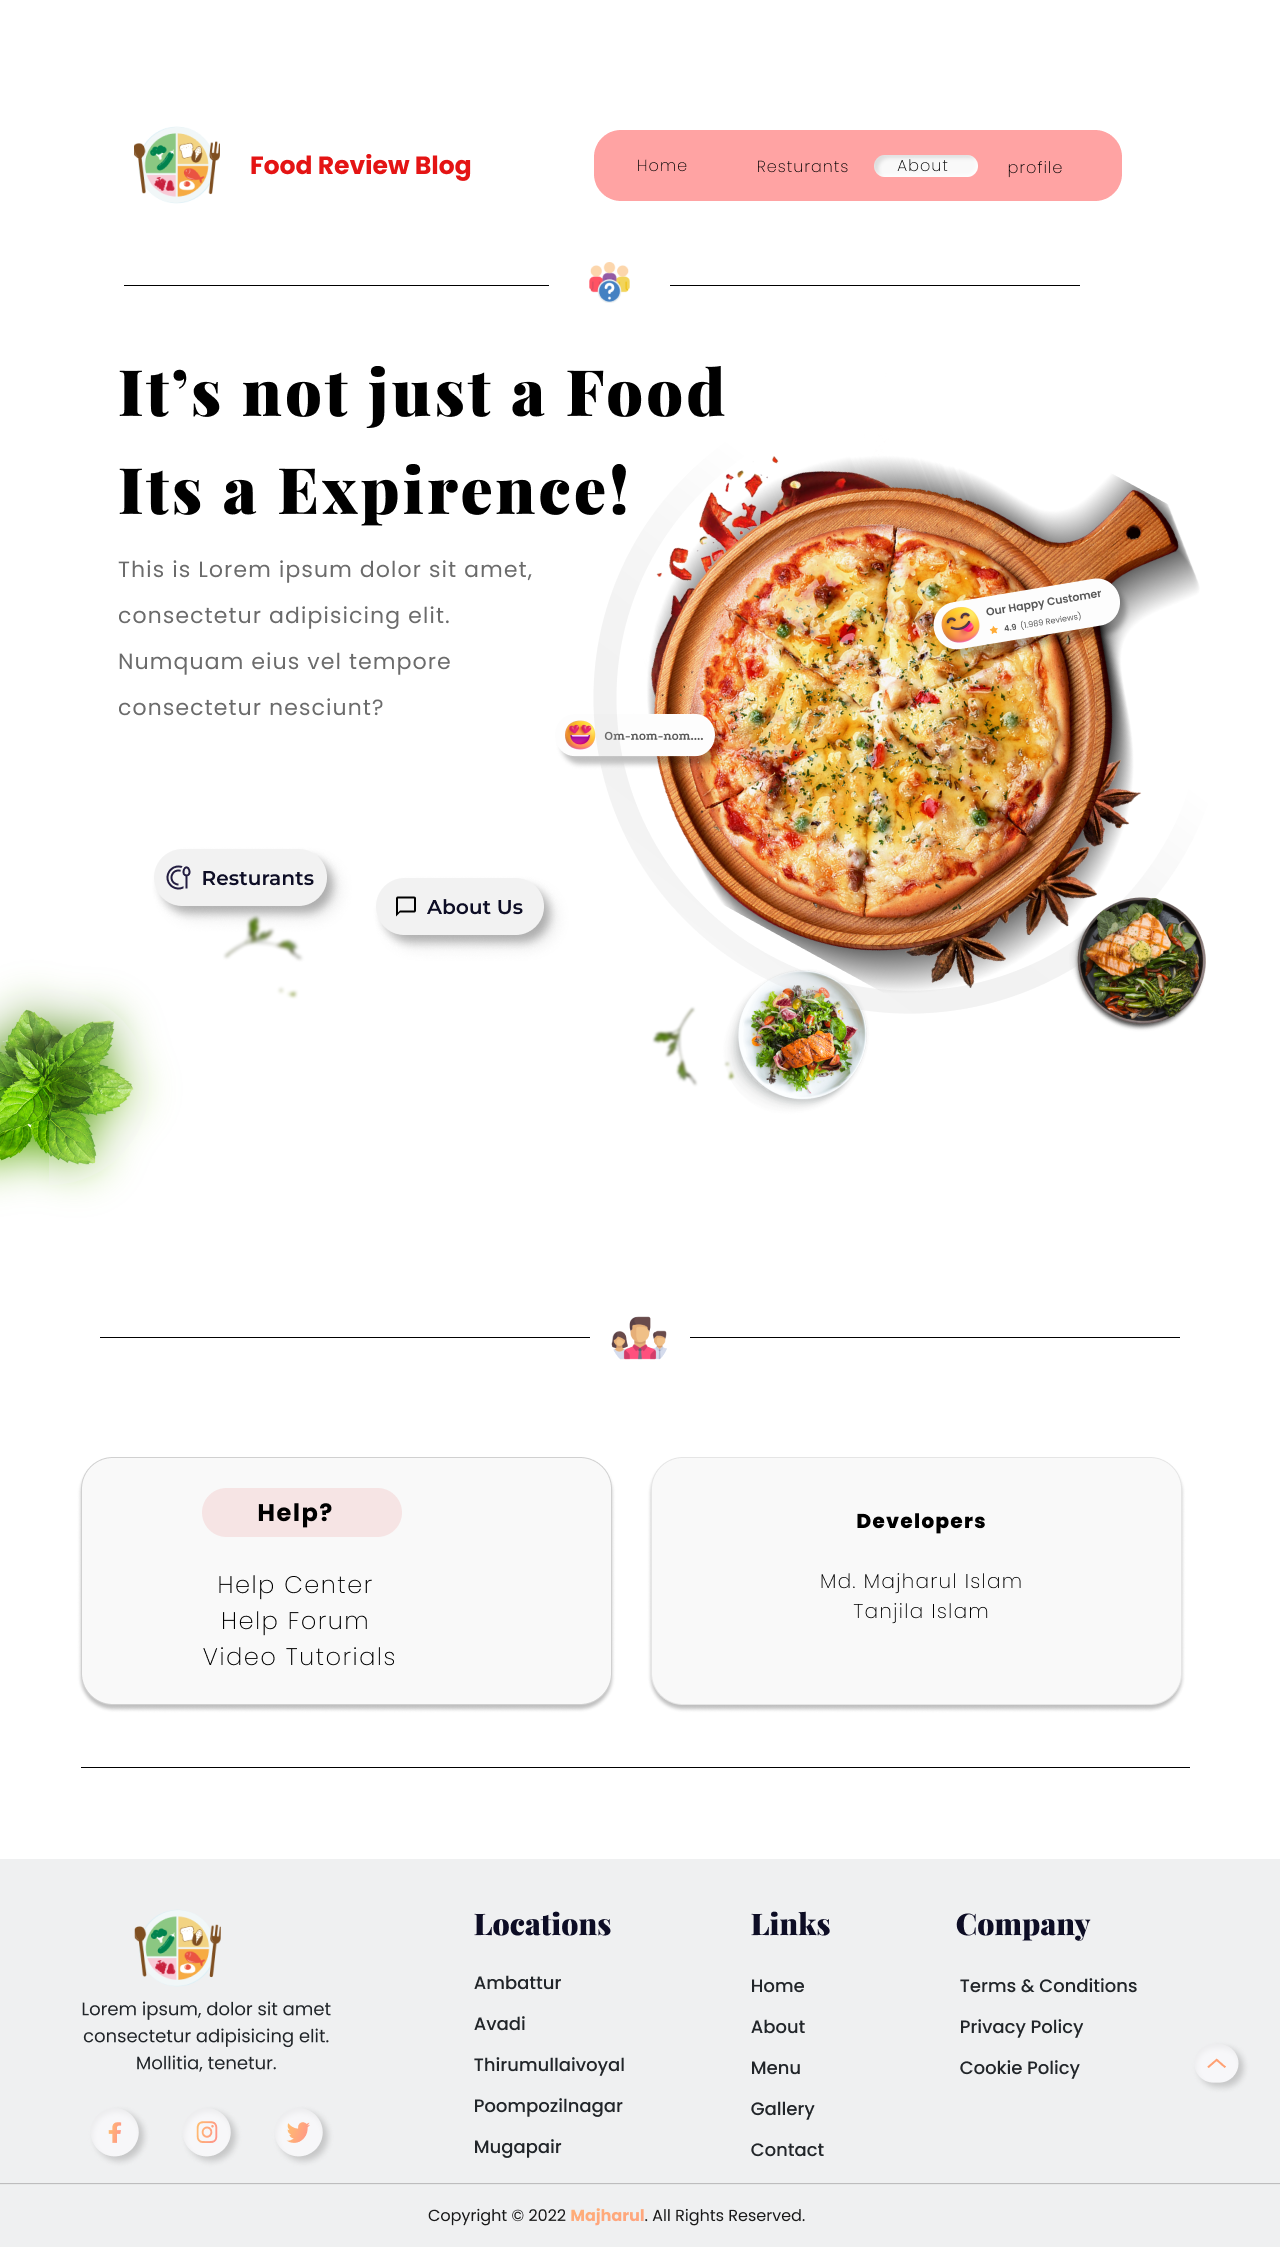 Food Review Blog
Home
Resturants
About
profile
It’s not just a Food
Its a Expirence!
This is Lorem ipsum dolor sit amet,
consectetur adipisicing elit.
Numquam eius vel tempore
consectetur nesciunt?
Our Happy Customer
4.9 (1.989 Reviews)
Om-nom-nom....
Resturants
About Us
Help?
Help Center
Help Forum
Video Tutorials
Developers
Md. Majharul Islam
Tanjila Islam
Lorem ipsum, dolor sit amet
consectetur adipisicing elit.
Mollitia, tenetur.
Locations
Ambattur
Avadi
Thirumullaivoyal
Poompozilnagar
Mugapair
Links
Home
About
Menu
Gallery
Contact
Company
Terms & Conditions
Privacy Policy
Cookie Policy
Copyright © 2022 Majharul. All Rights Reserved.